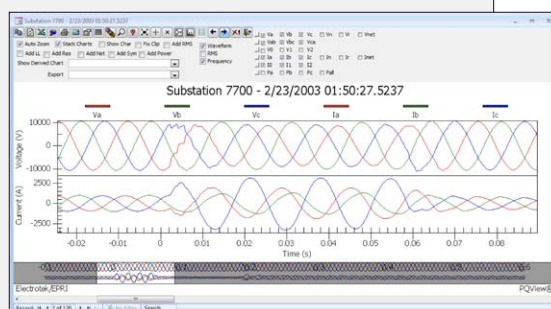 Substation 7700 - 2/23/2003 01:50:27.5237
Auto Zoom Stack Charts Show Char Fix Clip Add RMS
Add LL Add Res Add Net Add Sym Add Power
Show Derived Chart
Export
Waveform
RMS
Frequency
Va Vb Vc Vn Vr Vnet
Vab Vbc Vca
V0 V1 V2
Ia Ib Ic In Ir Inet
I0 I1 I2
Pa Pb Pc Pall
Substation 7700 - 2/23/2003 01:50:27.5237
Va Vb Vc Ia Ib Ic
Voltage (V)
10000
0
-10000
Current (A)
2500
0
-2500
-0.02 -0.01 0 0.01 0.02 0.03 0.04 0.05 0.06 0.07 0.08
Time (s)
Electrotek/EPRI PQView®
Search